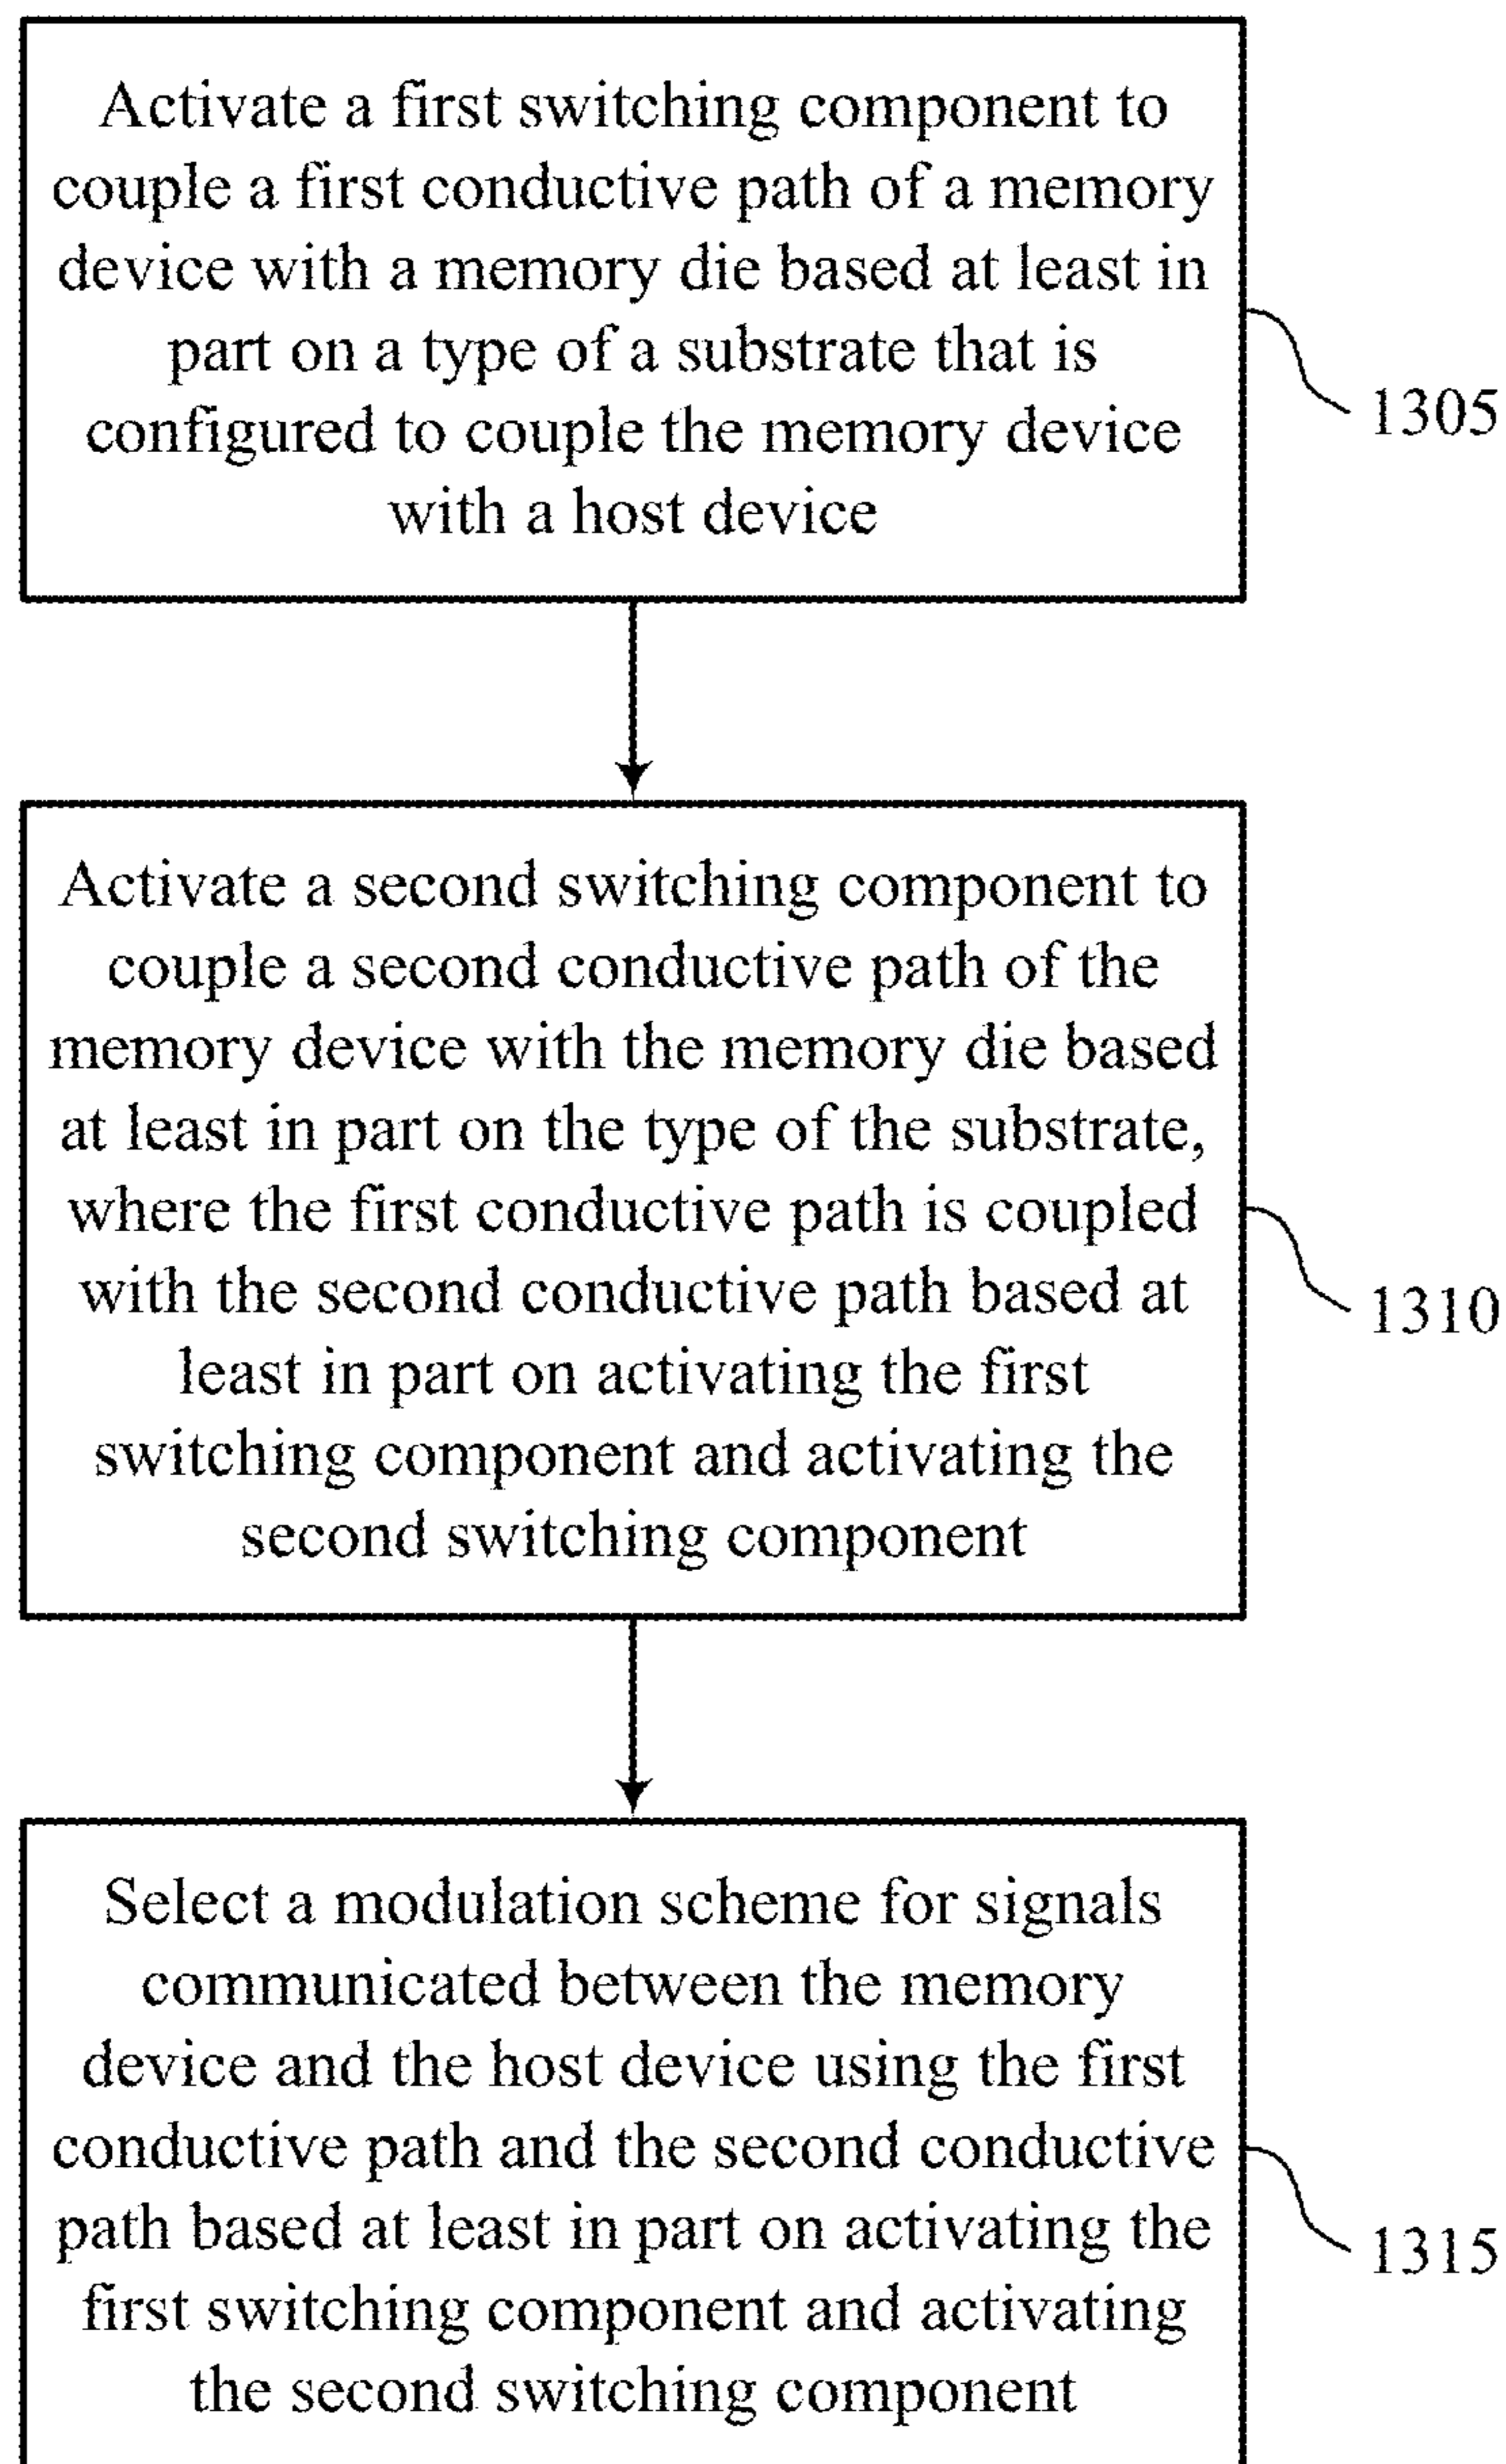 Activate a first switching component to
couple a first conductive path of a memory
device with a memory die based at least in
part on a type of a substrate that is
configured to couple the memory device
with a host device
1305
Activate a second switching component to
couple a second conductive path of the
memory device with the memory die based
at least in part on the type of the substrate,
where the first conductive path is coupled
with the second conductive path based at
least in part on activating the first
switching component and activating the
second switching component
1310
Select a modulation scheme for signals
communicated between the memory
device and the host device using the first
conductive path and the second conductive
path based at least in part on activating the
first switching component and activating
the second switching component
1315